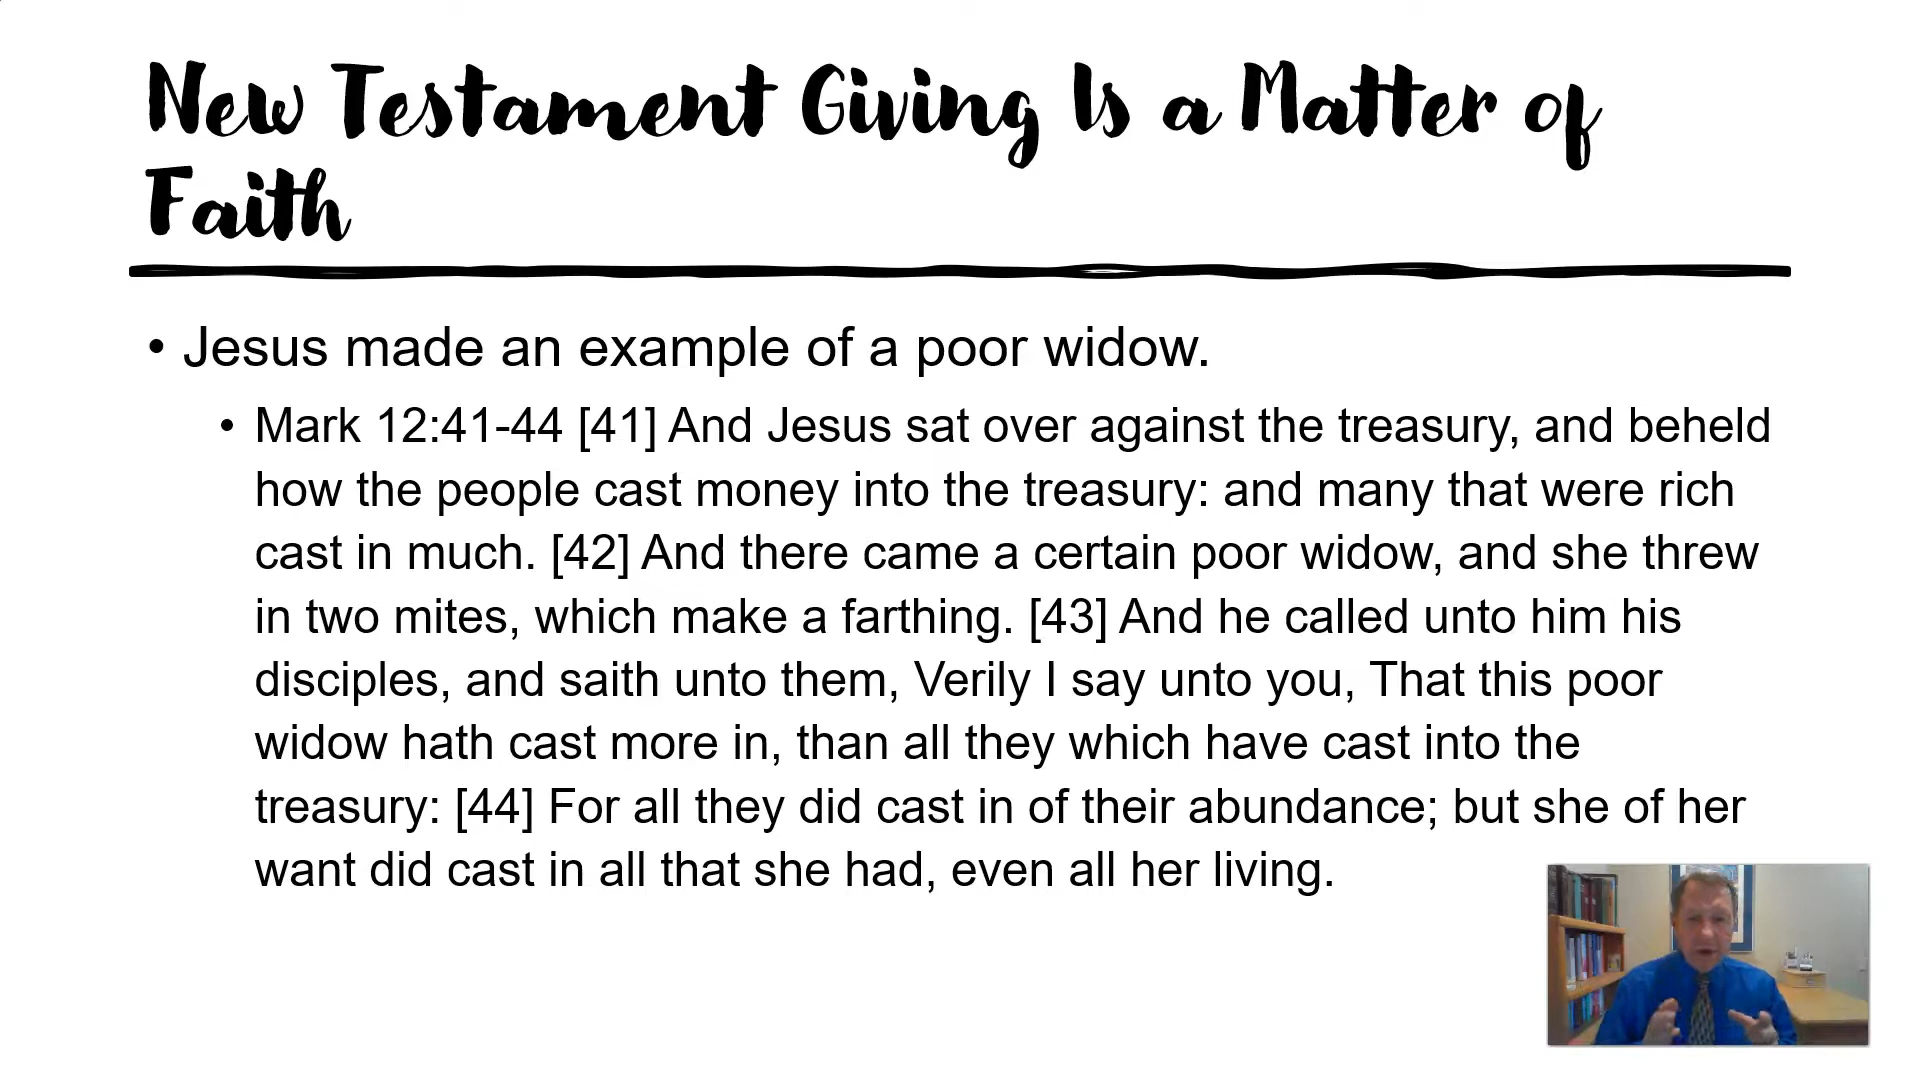 New Testament Giving Is a Matter of
Faith
• Jesus made an example of a poor widow.
• Mark 12:41-44 [41] And Jesus sat over against the treasury, and beheld
how the people cast money into the treasury: and many that were rich
cast in much. [42] And there came a certain poor widow, and she threw
in two mites, which make a farthing. [43] And he called unto him his
disciples, and saith unto them, Verily I say unto you, That this poor
widow hath cast more in, than all they which have cast into the
treasury: [44] For all they did cast in of their abundance; but she of her
want did cast in all that she had, even all her living.